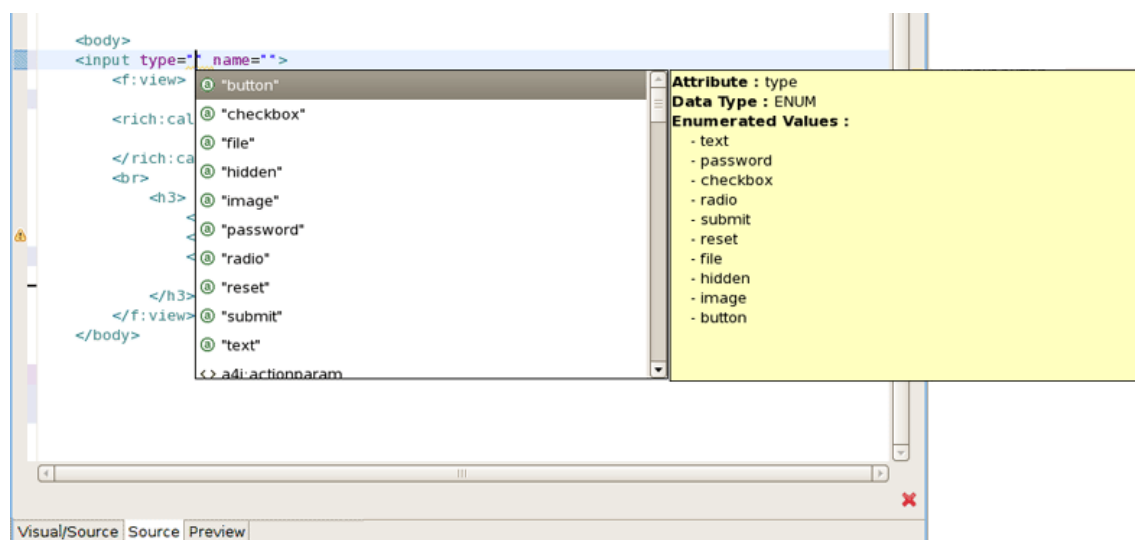 <body>
<input type="" name="">
<f:view>
<rich:cal
</rich:ca
<br>
<h3>
<
<
<
</h3>
</f:view>
</body>
"button"
"checkbox"
"file"
"hidden"
"image"
"password"
"radio"
"reset"
"submit"
"text"
<> a4j:actionparam
Attribute : type
Data Type : ENUM
Enumerated Values :
- text
- password
- checkbox
- radio
- submit
- reset
- file
- hidden
- image
- button
Visual/Source Source Preview